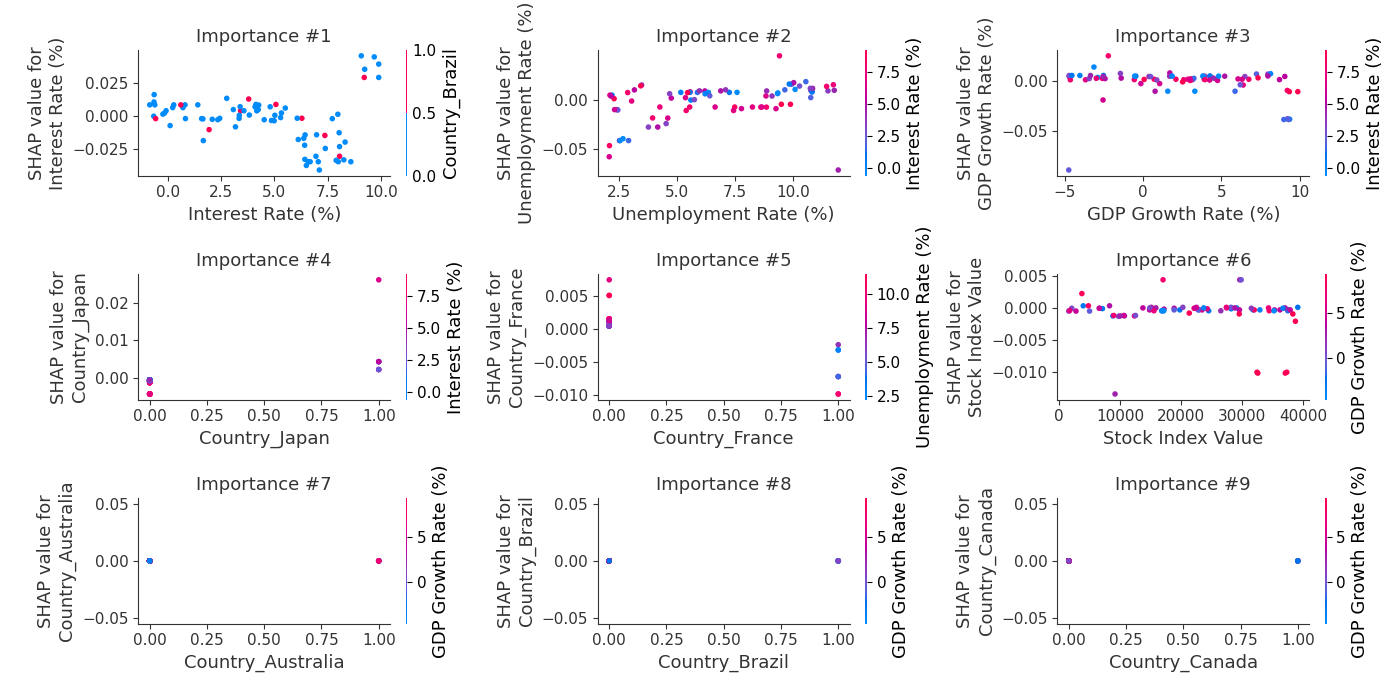 Importance #1
SHAP value for
Interest Rate (%)
0.025
0.000
−0.025
0.0
2.5
5.0
7.5
10.0
Interest Rate (%)
1.0
0.5
0.0
Country_Brazil
Importance #2
SHAP value for
Unemployment Rate (%)
0.00
−0.05
2.5
5.0
7.5
10.0
Unemployment Rate (%)
7.5
5.0
2.5
0.0
Interest Rate (%)
Importance #3
SHAP value for
GDP Growth Rate (%)
0.00
−0.05
−5
0
5
10
GDP Growth Rate (%)
7.5
5.0
2.5
0.0
Interest Rate (%)
Importance #4
SHAP value for
Country_Japan
0.02
0.01
0.00
0.00
0.25
0.50
0.75
1.00
Country_Japan
7.5
5.0
2.5
0.0
Interest Rate (%)
Importance #5
SHAP value for
Country_France
0.005
0.000
−0.005
−0.010
0.00
0.25
0.50
0.75
1.00
Country_France
10.0
7.5
5.0
2.5
Unemployment Rate (%)
Importance #6
SHAP value for
Stock Index Value
0.005
0.000
−0.005
−0.010
0
10000
20000
30000
40000
Stock Index Value
5
0
GDP Growth Rate (%)
Importance #7
SHAP value for
Country_Australia
0.05
0.00
−0.05
0.00
0.25
0.50
0.75
1.00
Country_Australia
5
0
GDP Growth Rate (%)
Importance #8
SHAP value for
Country_Brazil
0.05
0.00
−0.05
0.00
0.25
0.50
0.75
1.00
Country_Brazil
5
0
GDP Growth Rate (%)
Importance #9
SHAP value for
Country_Canada
0.05
0.00
−0.05
0.00
0.25
0.50
0.75
1.00
Country_Canada
5
0
GDP Growth Rate (%)